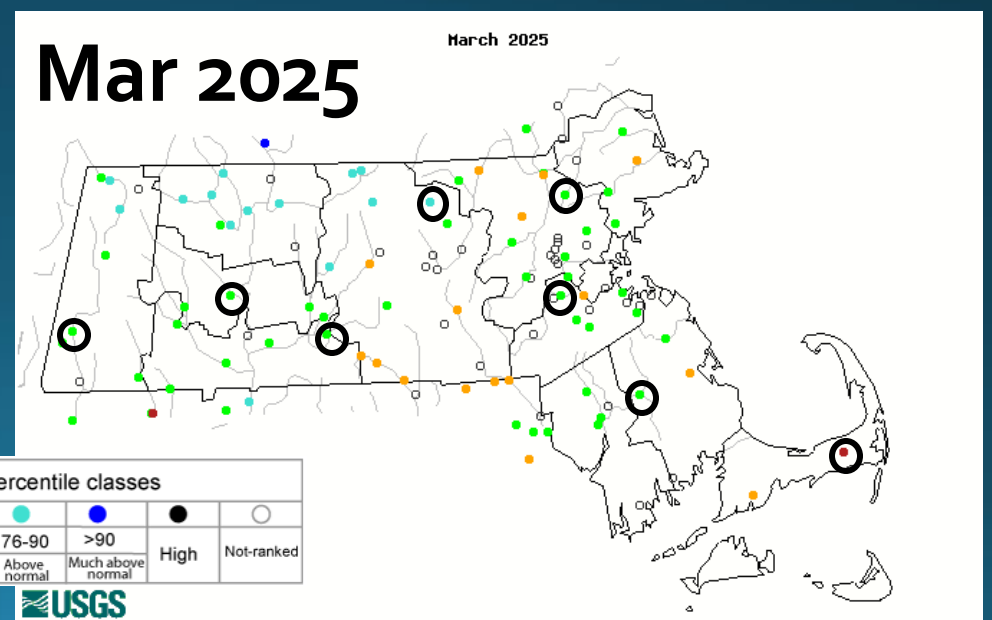 March 2025
Mar 2025
ercentile classes
76-90
>90
High
Not-ranked
Above
normal
Much above
normal
USGS